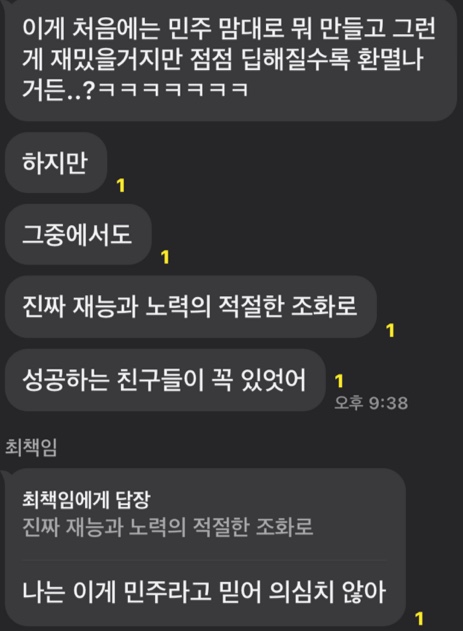 이게 처음에는 민주 맘대로 뭐 만들고 그런
게 재밌을거지만 점점 딥해질수록 환멸나
거든..?ㅋㅋㅋㅋㅋㅋㅋ
하지만
1
그중에서도
1
진짜 재능과 노력의 적절한 조화로
1
성공하는 친구들이 꼭 있엇어
1
오후 9:38
최책임
최책임에게 답장
진짜 재능과 노력의 적절한 조화로
나는 이게 민주라고 믿어 의심치 않아
1